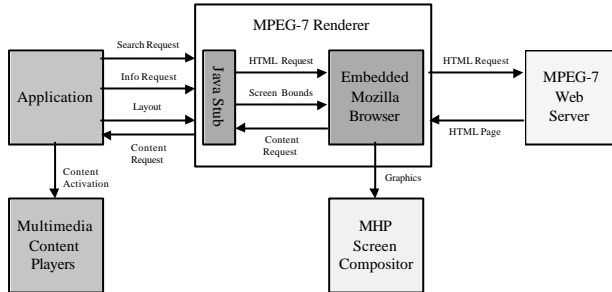 MPEG-7 Renderer
Search Request
Info Request
Layout
Content
Request
Application
Java Stub
HTML Request
Screen Bounds
Content
Request
Embedded
Mozilla
Browser
HTML Request
HTML Page
MPEG-7
Web
Server
Content
Activation
Graphics
Multimedia
Content
Players
MHP
Screen
Compositor